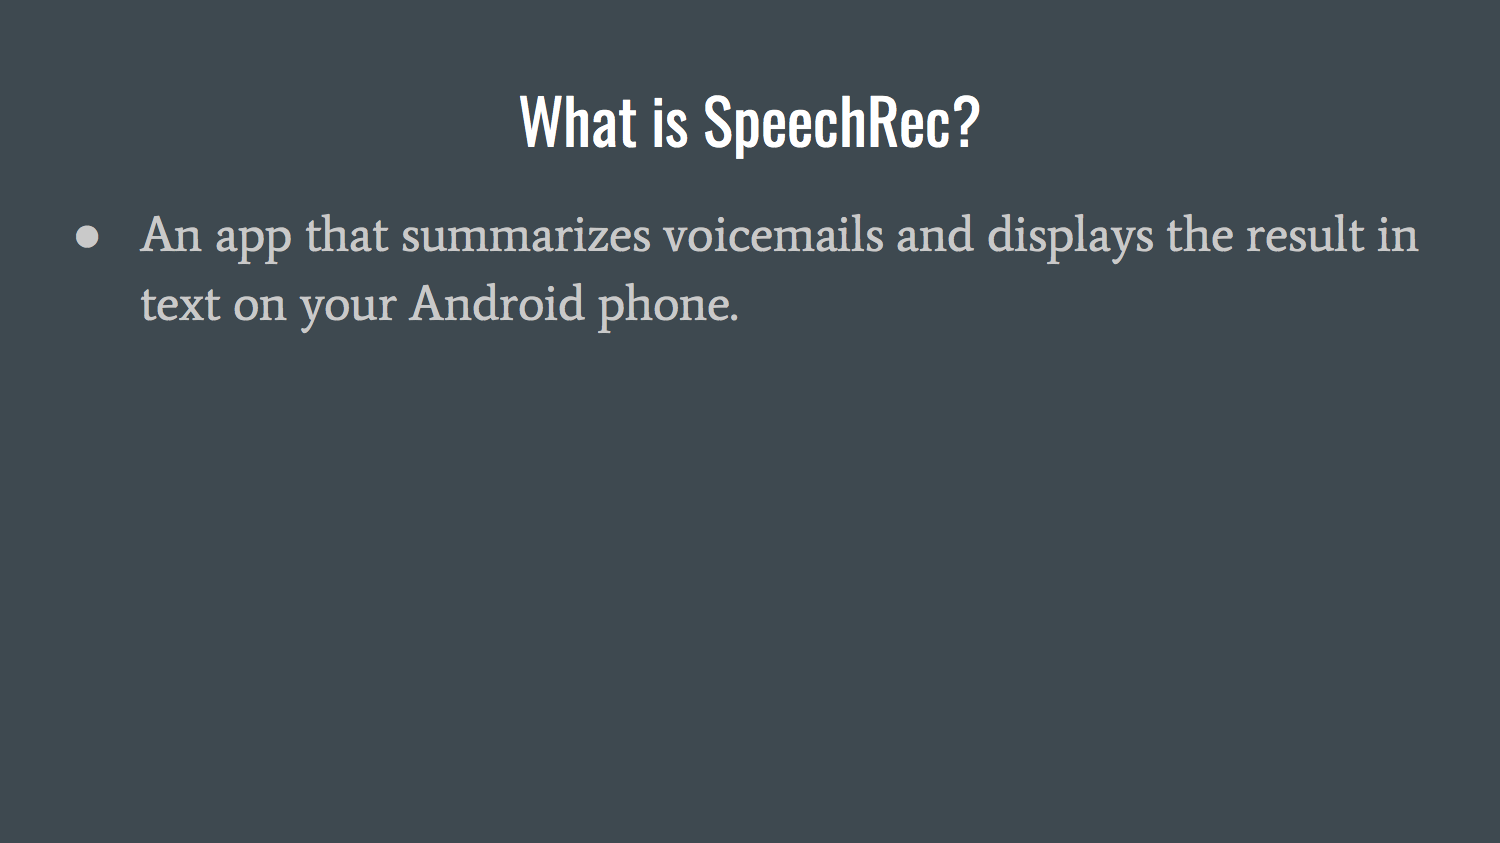 What is SpeechRec?
● An app that summarizes voicemails and displays the result in
text on your Android phone.